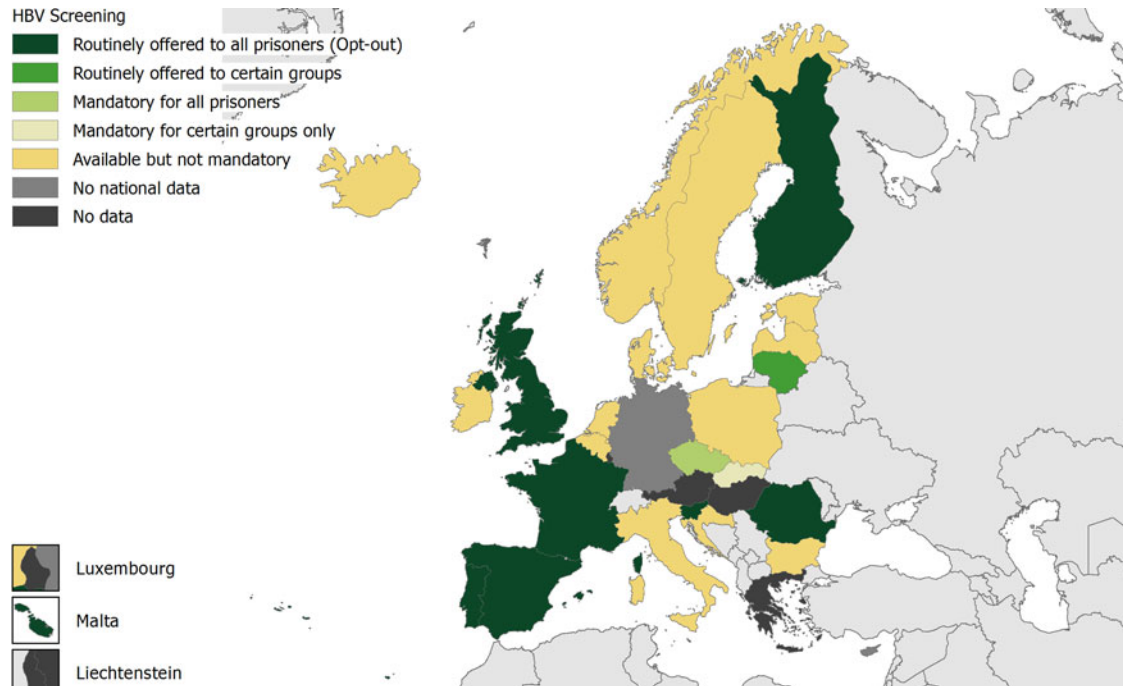 HBV Screening
Routinely offered to all prisoners (Opt-out)
Routinely offered to certain groups
Mandatory for all prisoners
Mandatory for certain groups only
Available but not mandatory
No national data
No data
Luxembourg
Malta
Liechtenstein